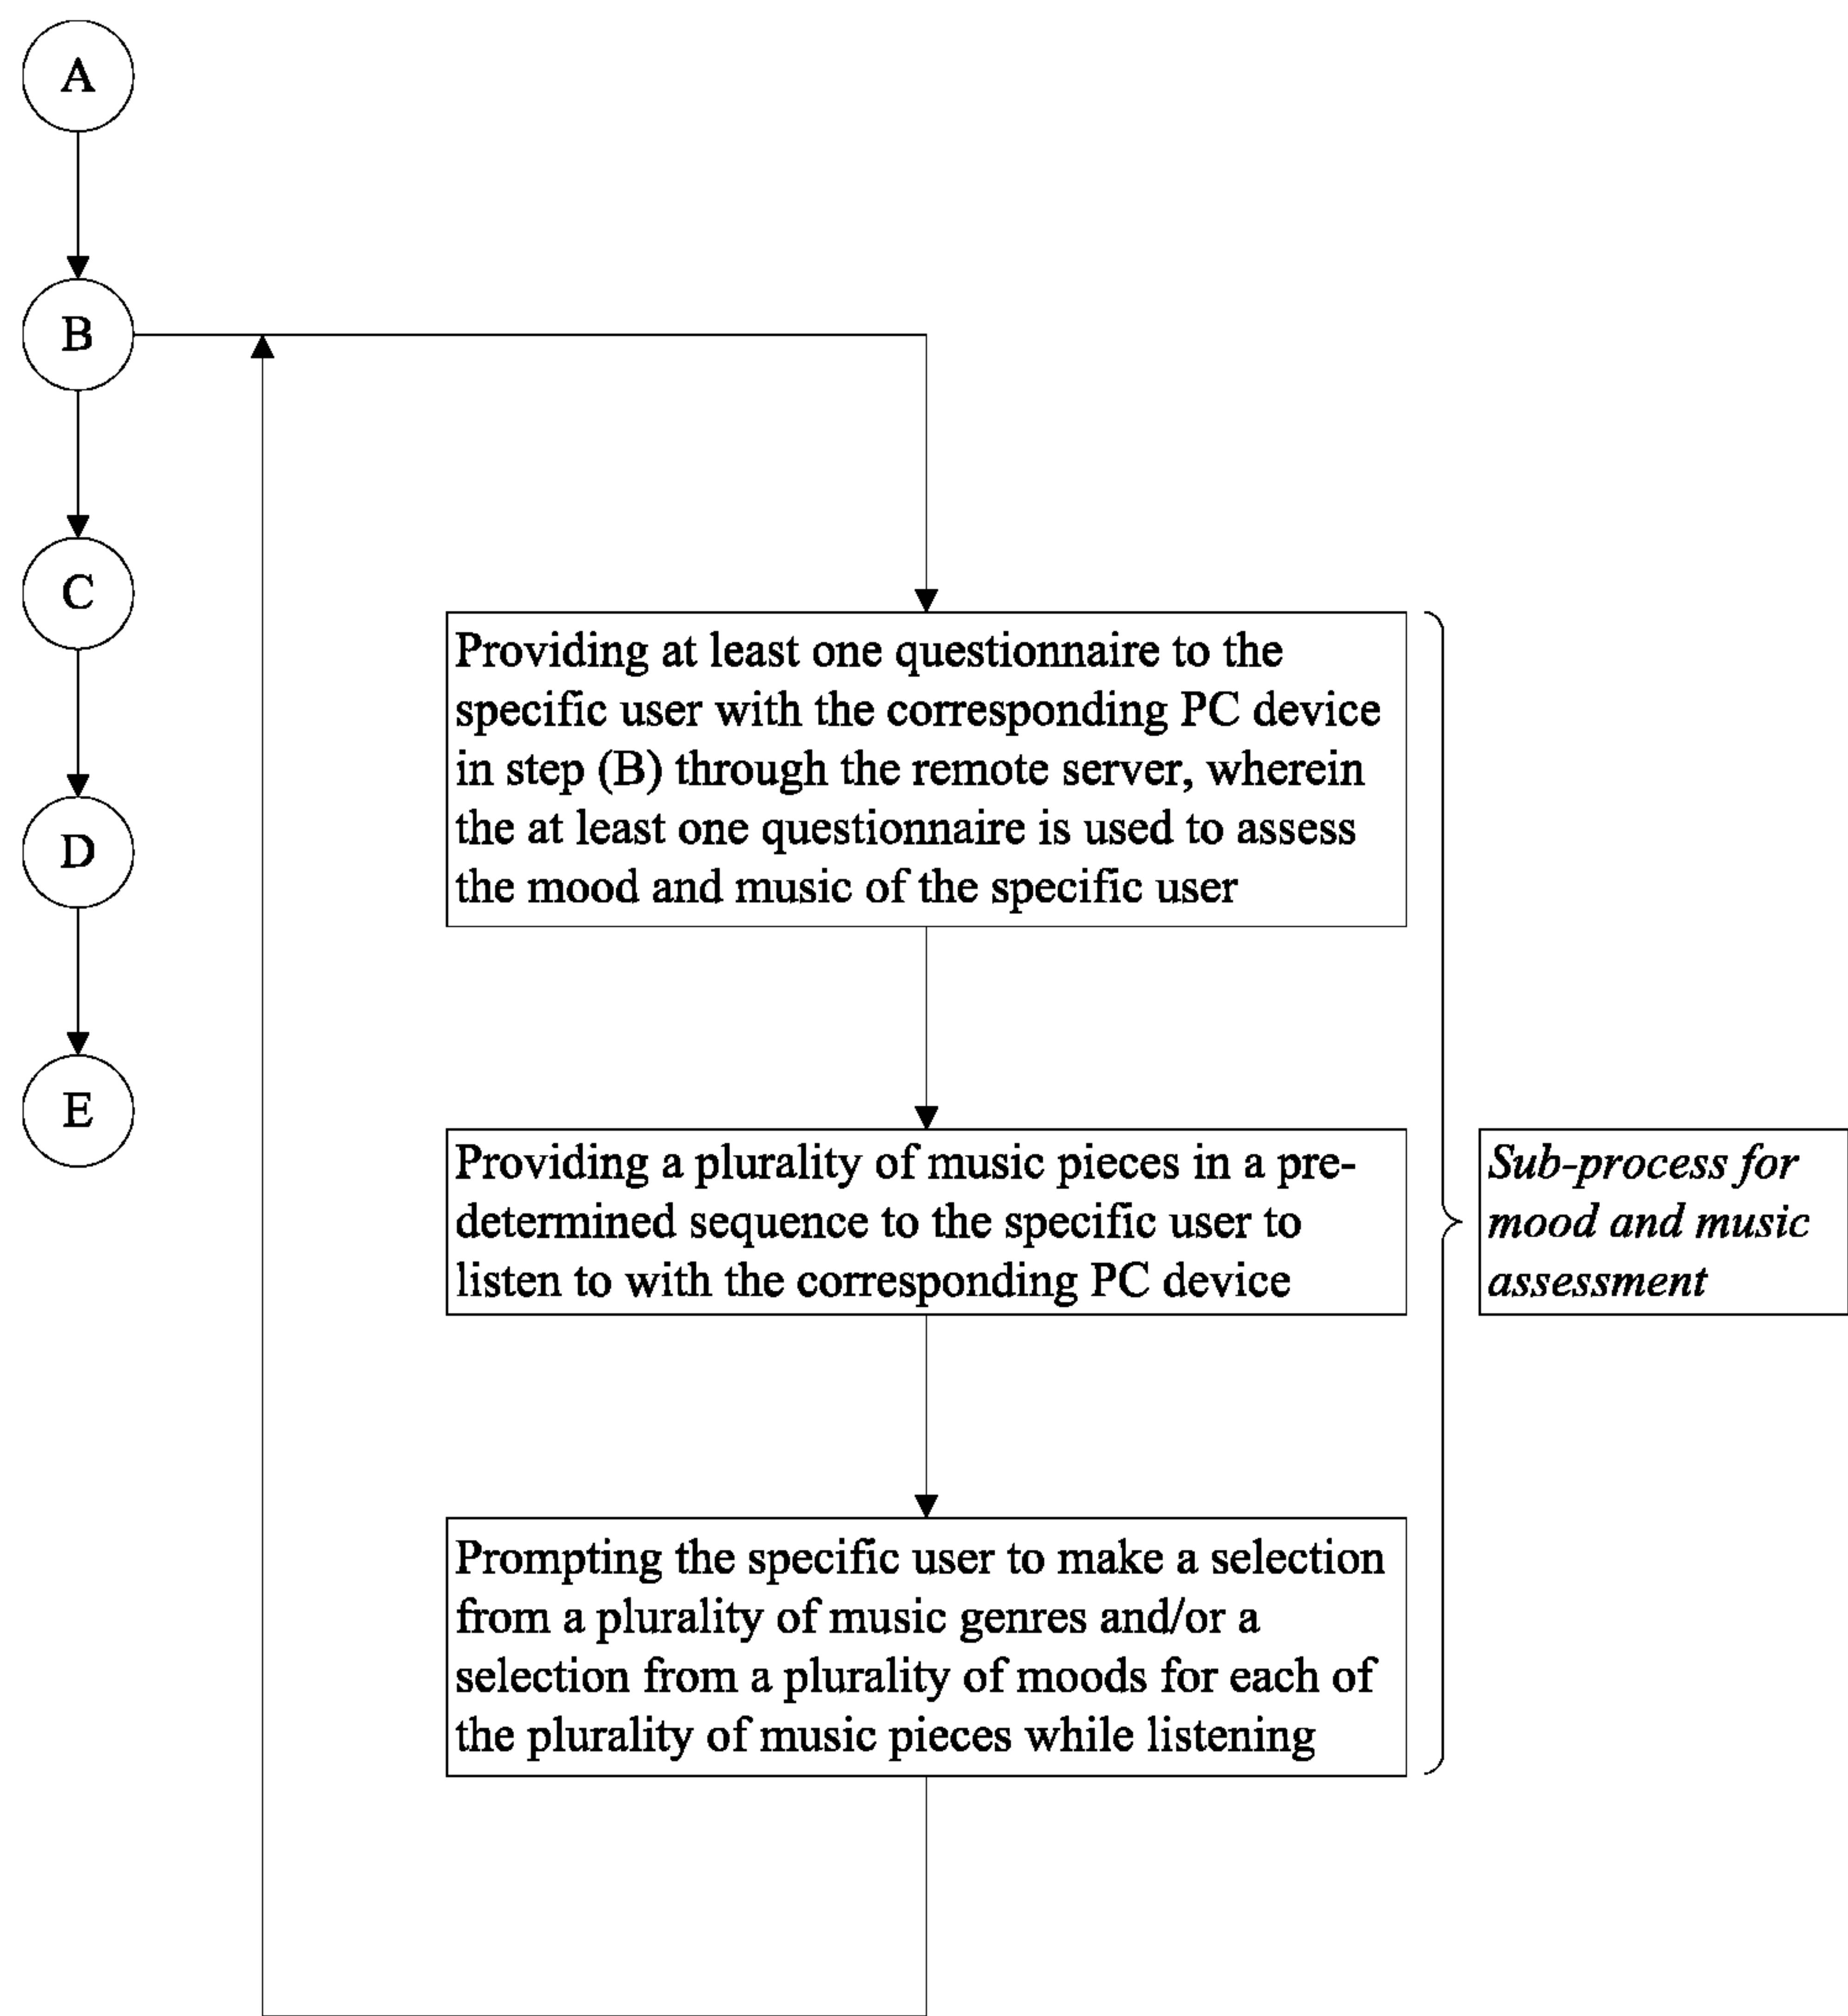 A
B
C
D
E
Providing at least one questionnaire to the
specific user with the corresponding PC device
in step (B) through the remote server, wherein
the at least one questionnaire is used to assess
the mood and music of the specific user
Providing a plurality of music pieces in a pre-
determined sequence to the specific user to
listen to with the corresponding PC device
Prompting the specific user to make a selection
from a plurality of music genres and/or a
selection from a plurality of moods for each of
the plurality of music pieces while listening
Sub-process for
mood and music
assessment